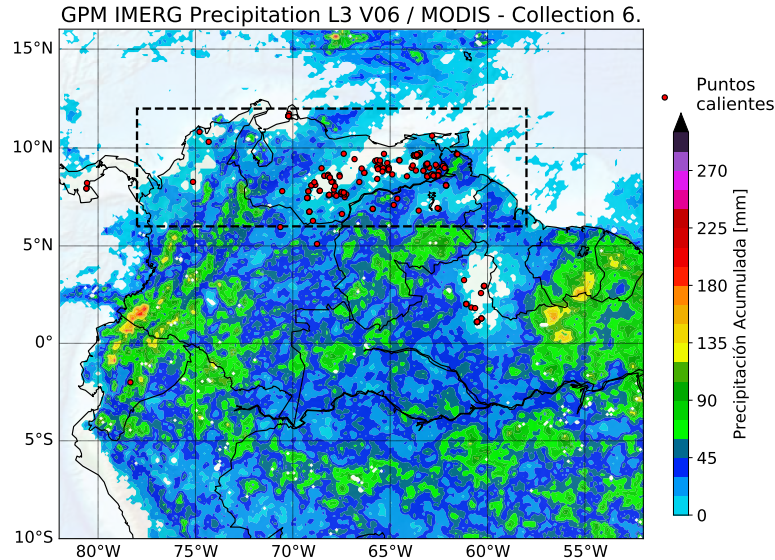 GPM IMERG Precipitation L3 V06 / MODIS - Collection 6.
15°N
10°N
5°N
0°
5°S
10°S
80°W
75°W
70°W
65°W
60°W
55°W
Puntos
calientes
270
225
180
135
90
45
0
Precipitación Acumulada [mm]